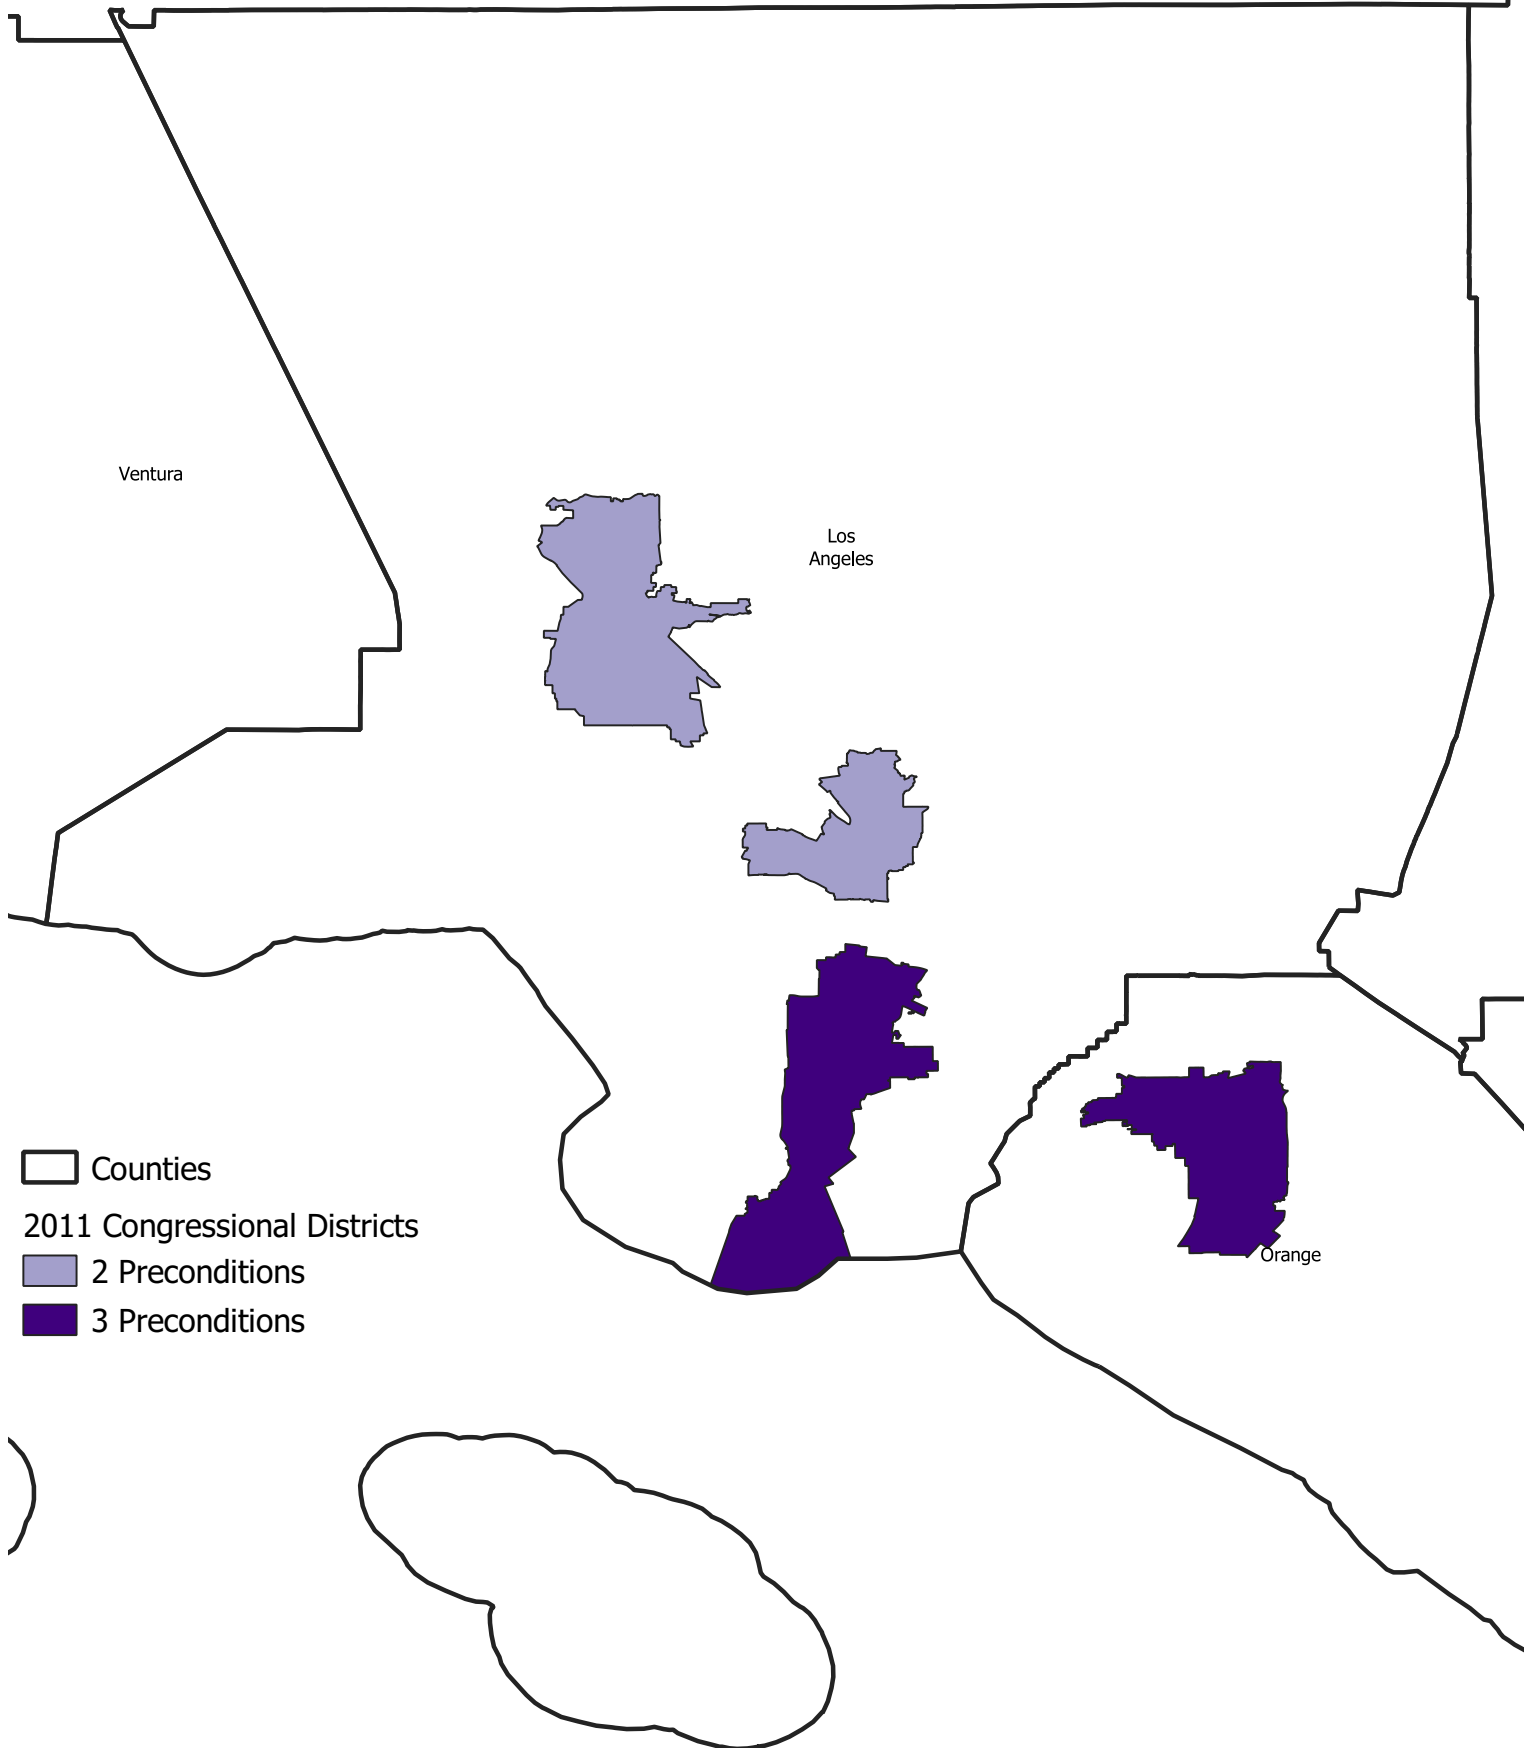 Ventura
Los
Angeles
Counties
2011 Congressional Districts
2 Preconditions
Orange
3 Preconditions